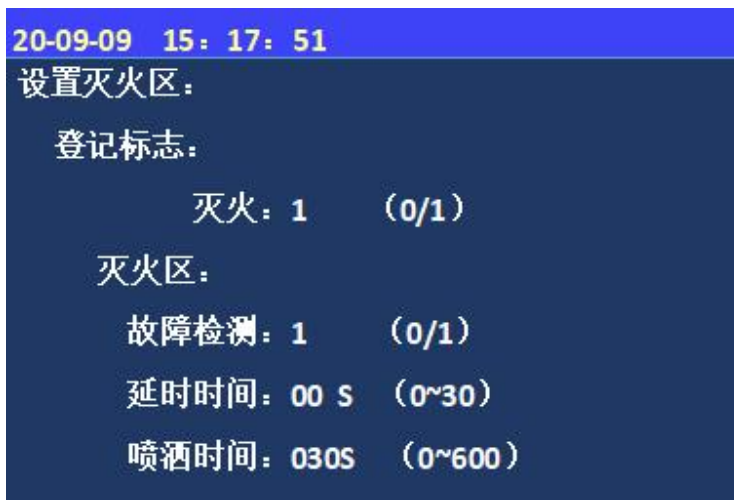 20-09-09 15：17：51
设置灭火区：
登记标志：
灭火：1 （0/1）
灭火区：
故障检测：1 （0/1）
延时时间：00 S （0~30）
喷洒时间：030S （0~600）